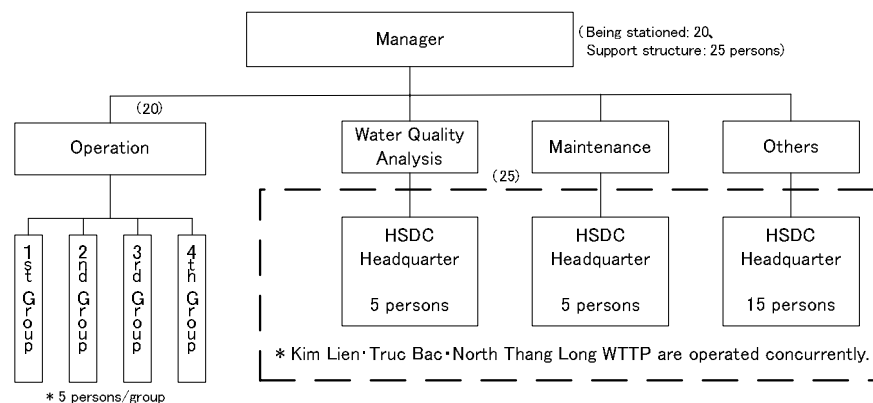 Manager
(Being stationed: 20、
Support structure: 25 persons)
(20)
Operation
Water Quality
Analysis
Maintenance
Others
(25)
1st Group
2nd Group
3rd Group
4th Group
HSDC
Headquarter
5 persons
HSDC
Headquarter
5 persons
HSDC
Headquarter
15 persons
* Kim Lien・Truc Bac・North Thang Long WTTP are operated concurrently.
* 5 persons/group